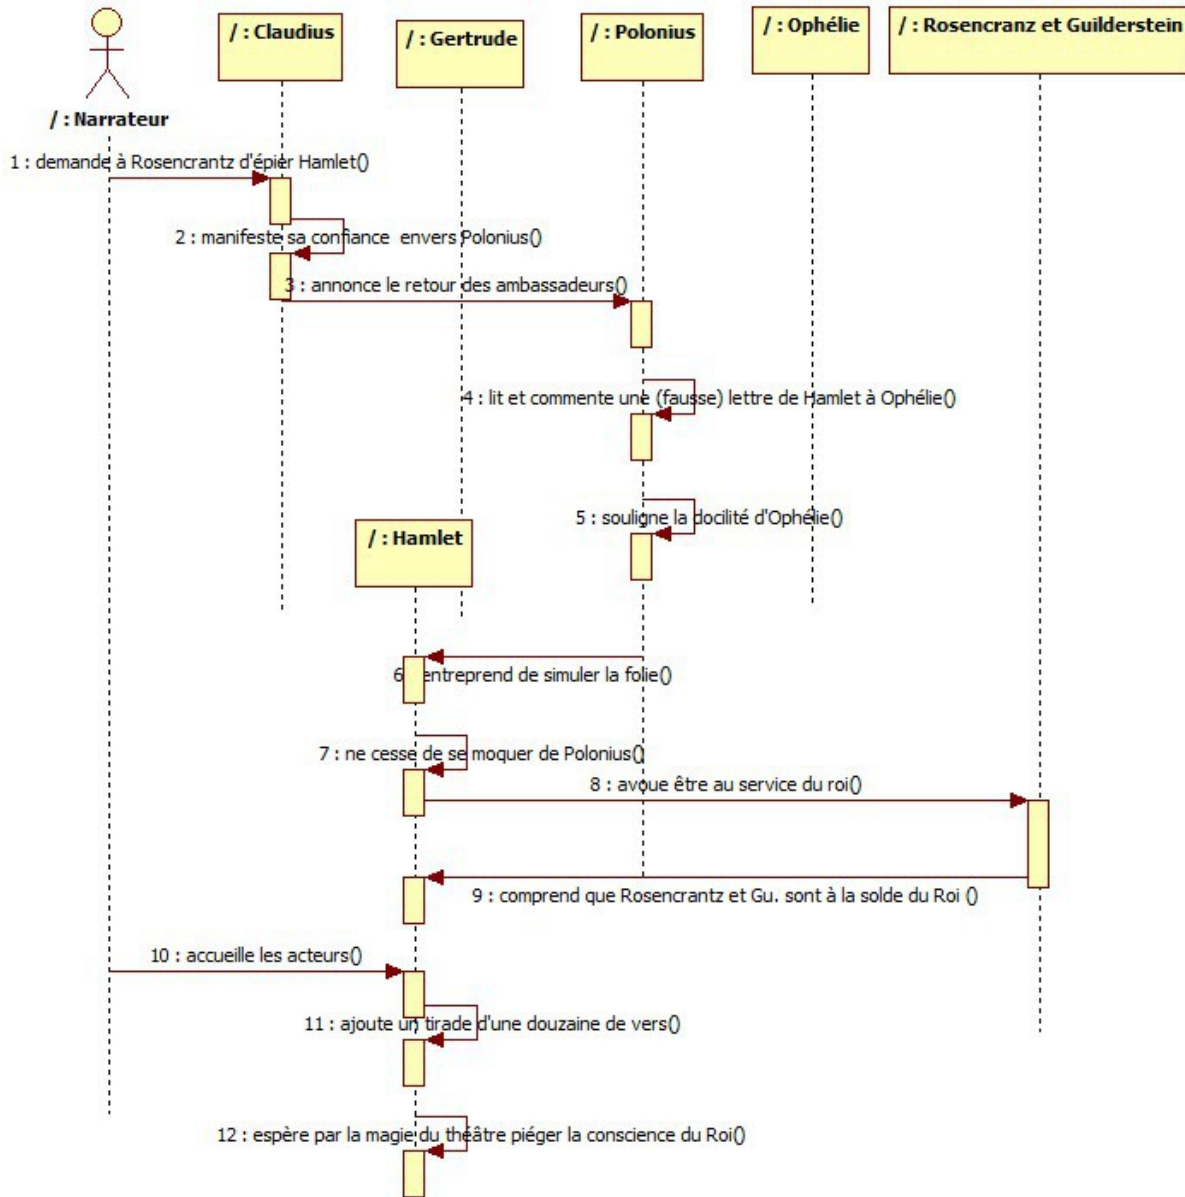 / : Claudius
/ : Gertrude
/ : Polonius
/ : Ophélie
/ : Rosencranz et Guilderstein
/ : Narrateur
1 : demande à Rosencrantz d'épier Hamlet()
2 : manifeste sa confiance  envers Polonius()
3 : annonce le retour des ambassadeurs()
4 : lit et commente une (fausse) lettre de Hamlet à Ophélie()
5 : souligne la docilité d'Ophélie()
/ : Hamlet
6 : entreprend de simuler la folie()
7 : ne cesse de se moquer de Polonius()
8 : avoue être au service du roi()
9 : comprend que Rosencrantz et Gu. sont à la solde du Roi ()
10 : accueille les acteurs()
11 : ajoute un tirade d'une douzaine de vers()
12 : espère par la magie du théâtre piéger la conscience du Roi()